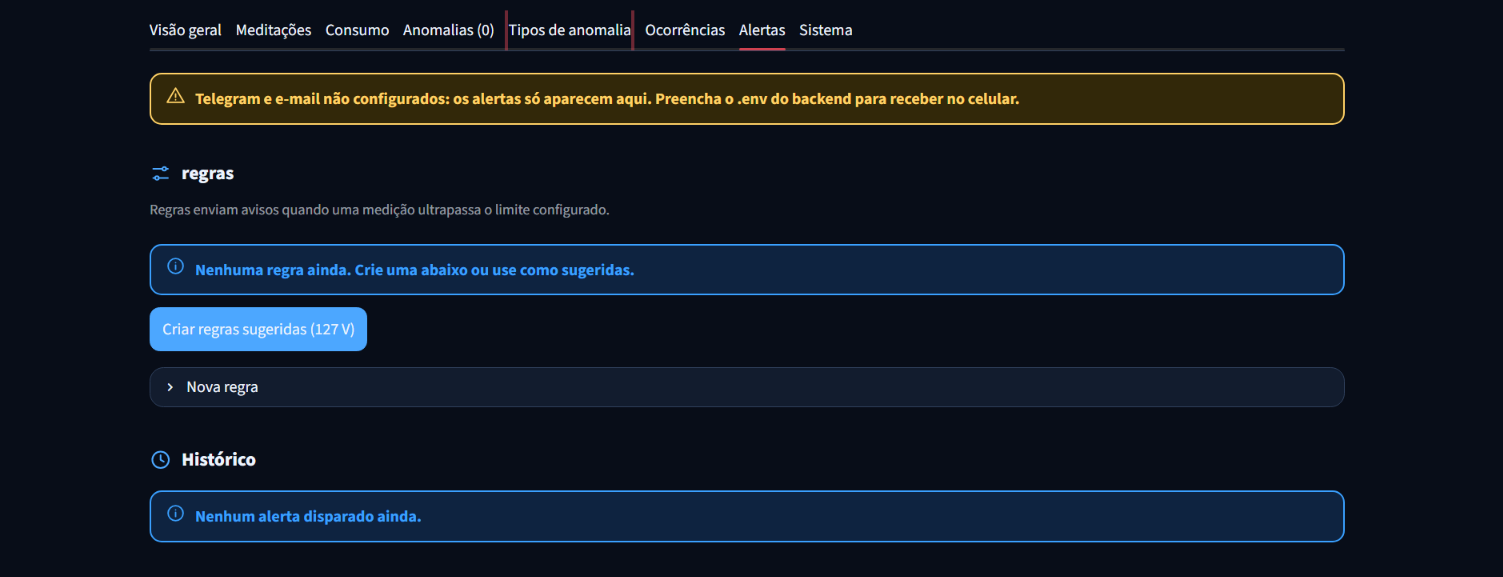 Visão geral Meditações Consumo Anomalias (0) Tipos de anomalia Ocorrências Alertas Sistema
Telegram e e-mail não configurados: os alertas só aparecem aqui. Preencha o .env do backend para receber no celular.
regras
Regras enviam avisos quando uma medição ultrapassa o limite configurado.
Nenhuma regra ainda. Crie uma abaixo ou use como sugeridas.
Criar regras sugeridas (127 V)
Nova regra
Histórico
Nenhum alerta disparado ainda.